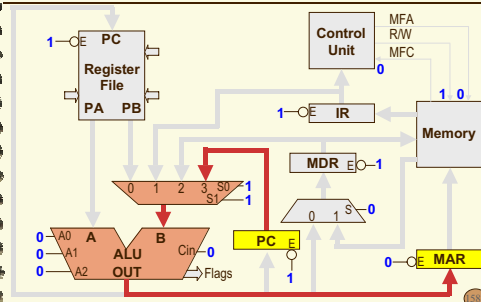 MFA
R/W
MFC
Control
Unit
0
1 0
1 E PC
Register
File
PA PB
1 E IR
Memory
MDR E 1
0 1 2 3 S0 1
S1 1
0 1 S 0
0 A0 A B
0 A1 ALU Cin 0
0 A2 OUT
Flags
PC E
1
0 E MAR
158